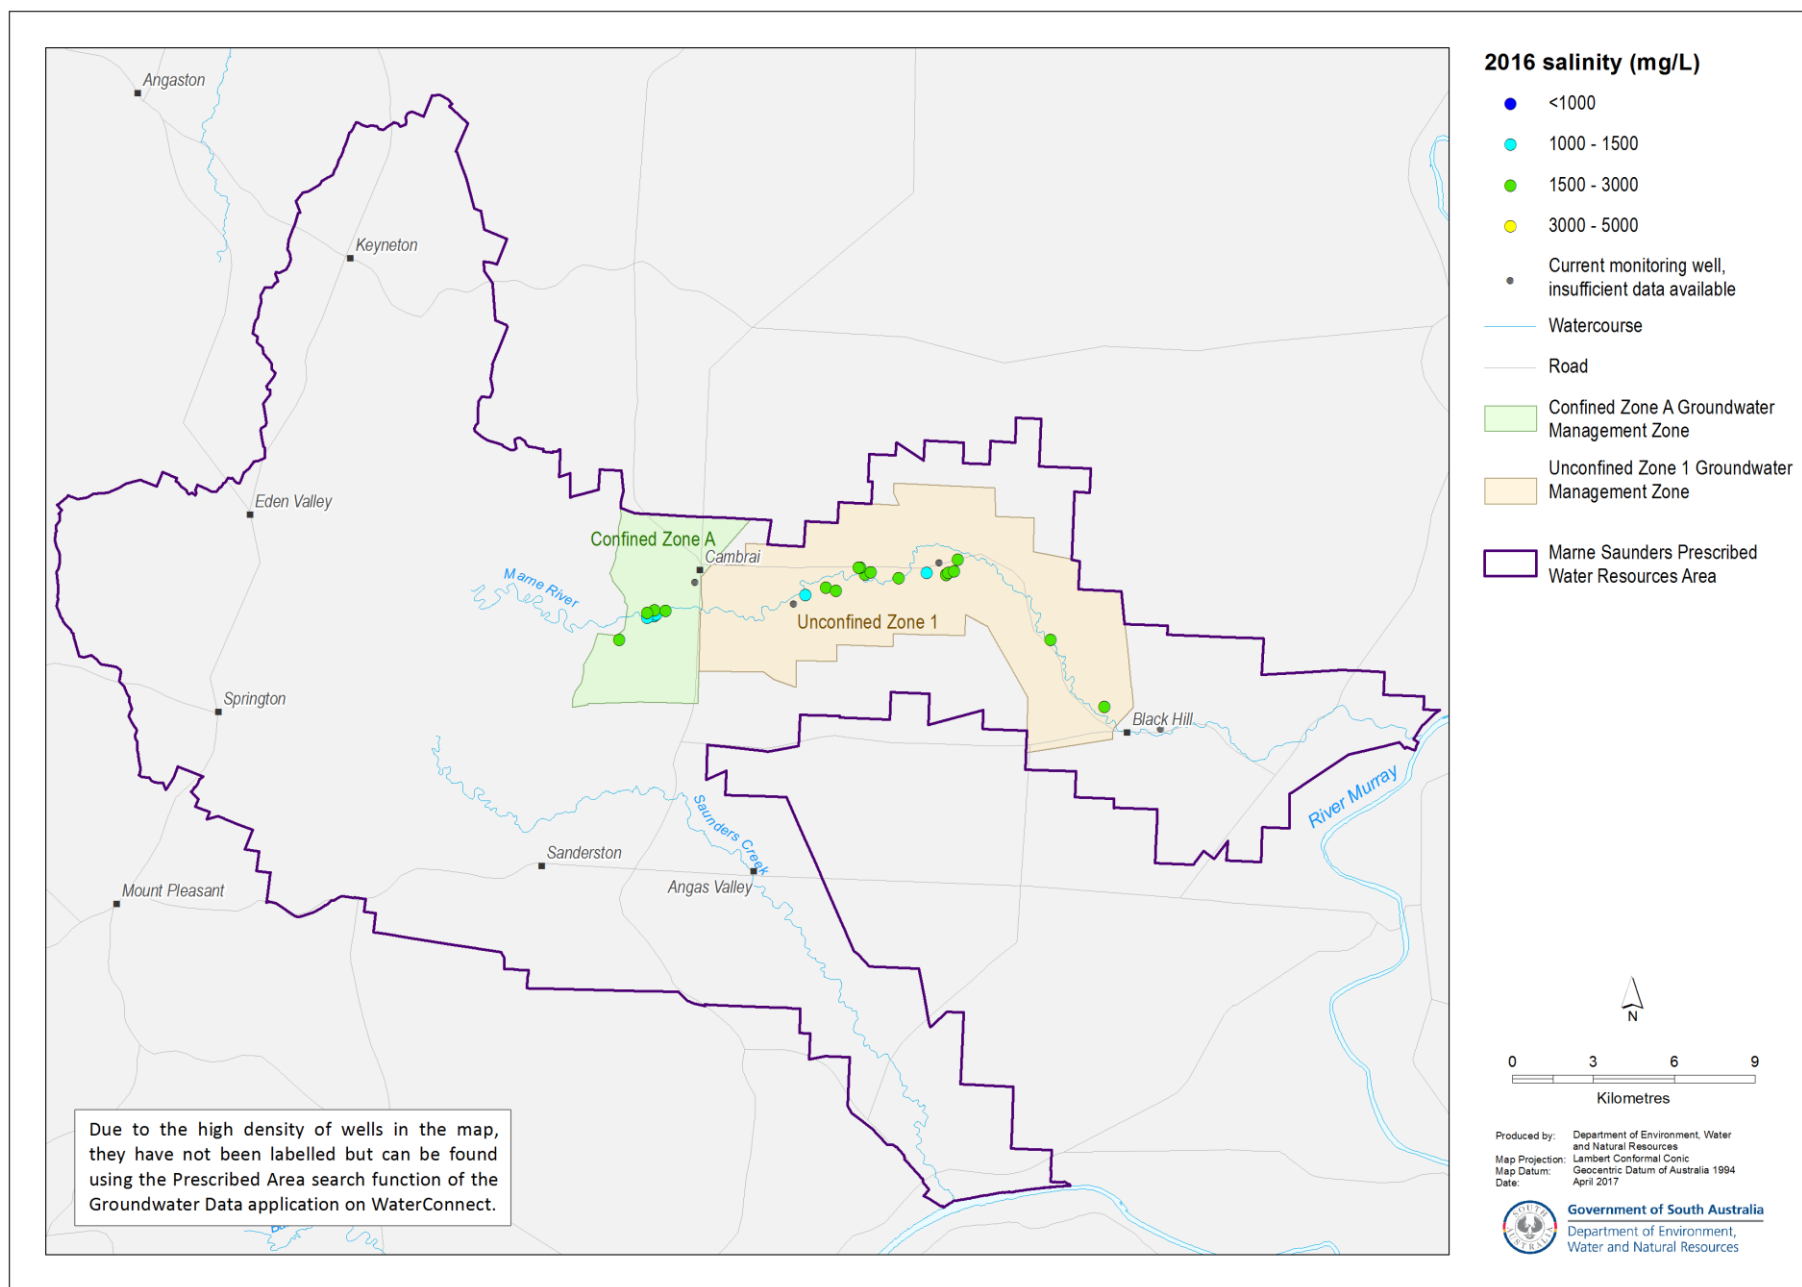 Angaston
Keyneton
Eden Valley
Confined Zone A
Cambrai
Marne River
Unconfined Zone 1
Springton
Black Hill
River Murray
Saunders Creek
Sanderston
Angas Valley
Mount Pleasant
Due to the high density of wells in the map,
they have not been labelled but can be found
using the Prescribed Area search function of the
Groundwater Data application on WaterConnect.
2016 salinity (mg/L)
<1000
1000 - 1500
1500 - 3000
3000 - 5000
Current monitoring well,
insufficient data available
Watercourse
Road
Confined Zone A Groundwater
Management Zone
Unconfined Zone 1 Groundwater
Management Zone
Marne Saunders Prescribed
Water Resources Area
N
0 3 6 9
Kilometres
Produced by: Department of Environment, Water
and Natural Resources
Map Projection: Lambert Conformal Conic
Map Datum: Geocentric Datum of Australia 1994
Date: April 2017
SOUTH
AUSTRALIA
Government of South Australia
Department of Environment,
Water and Natural Resources